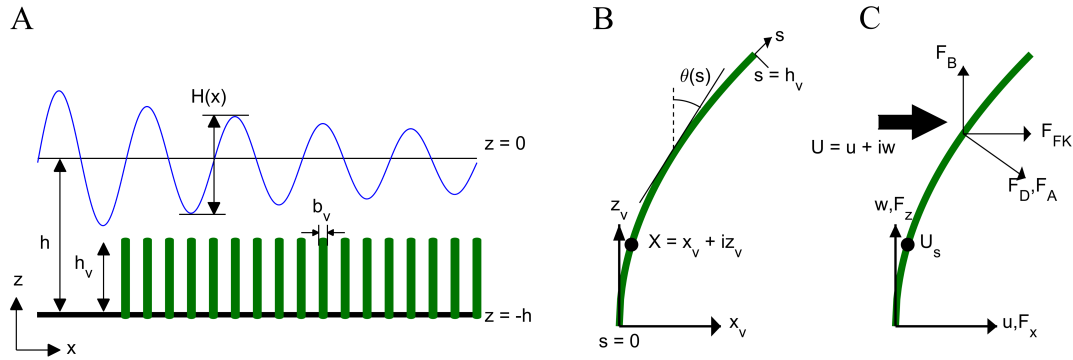 A
H(x)
z = 0
h
b_v
h_v
z
x
z = -h
B
s
θ(s)
s = h_v
z_v
X = x_v + iz_v
x_v
s = 0
C
F_B
U = u + iw
F_FK
F_D,F_A
w,F_z
U_s
u,F_x